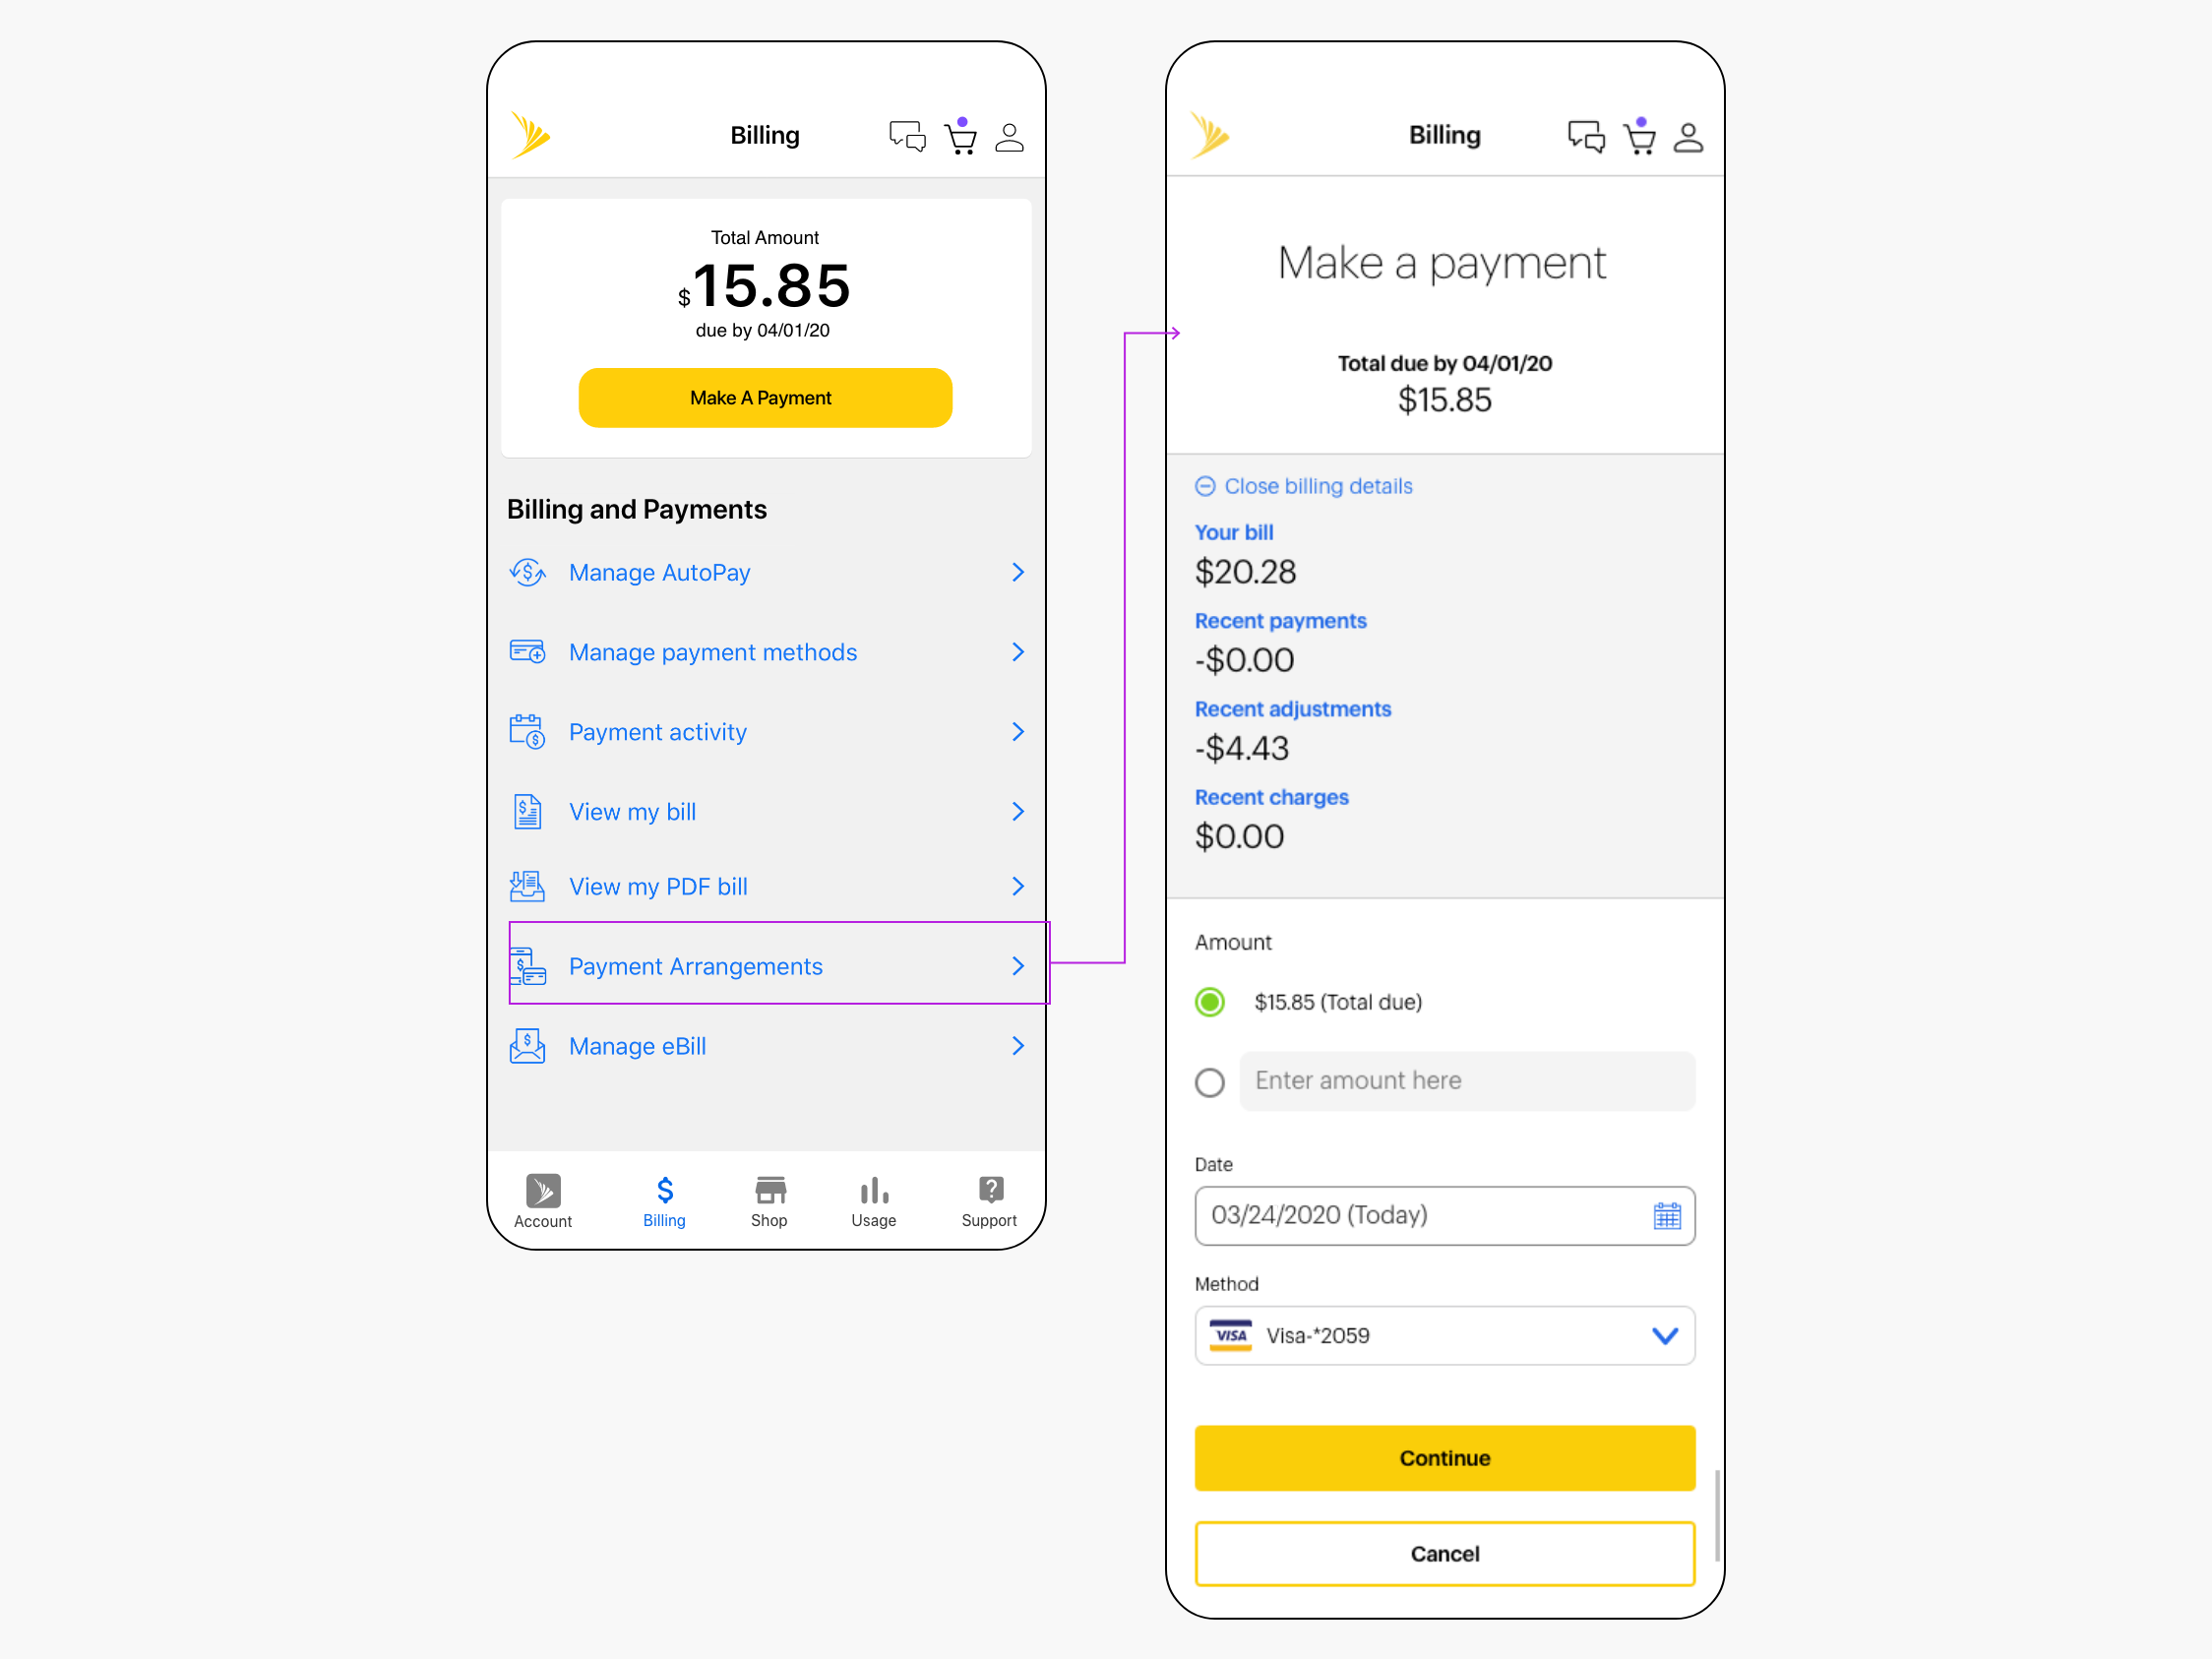 Billing
Total Amount
$15.85
due by 04/01/20
Make A Payment
Billing and Payments
Manage AutoPay
Manage payment methods
Payment activity
View my bill
View my PDF bill
Payment Arrangements
Manage eBill
Account
Billing
Shop
Usage
Support
Billing
Make a payment
Total due by 04/01/20
$15.85
Close billing details
Your bill
$20.28
Recent payments
-$0.00
Recent adjustments
-$4.43
Recent charges
$0.00
Amount
$15.85 (Total due)
Enter amount here
Date
03/24/2020 (Today)
Method
VISA Visa-*2059
Continue
Cancel